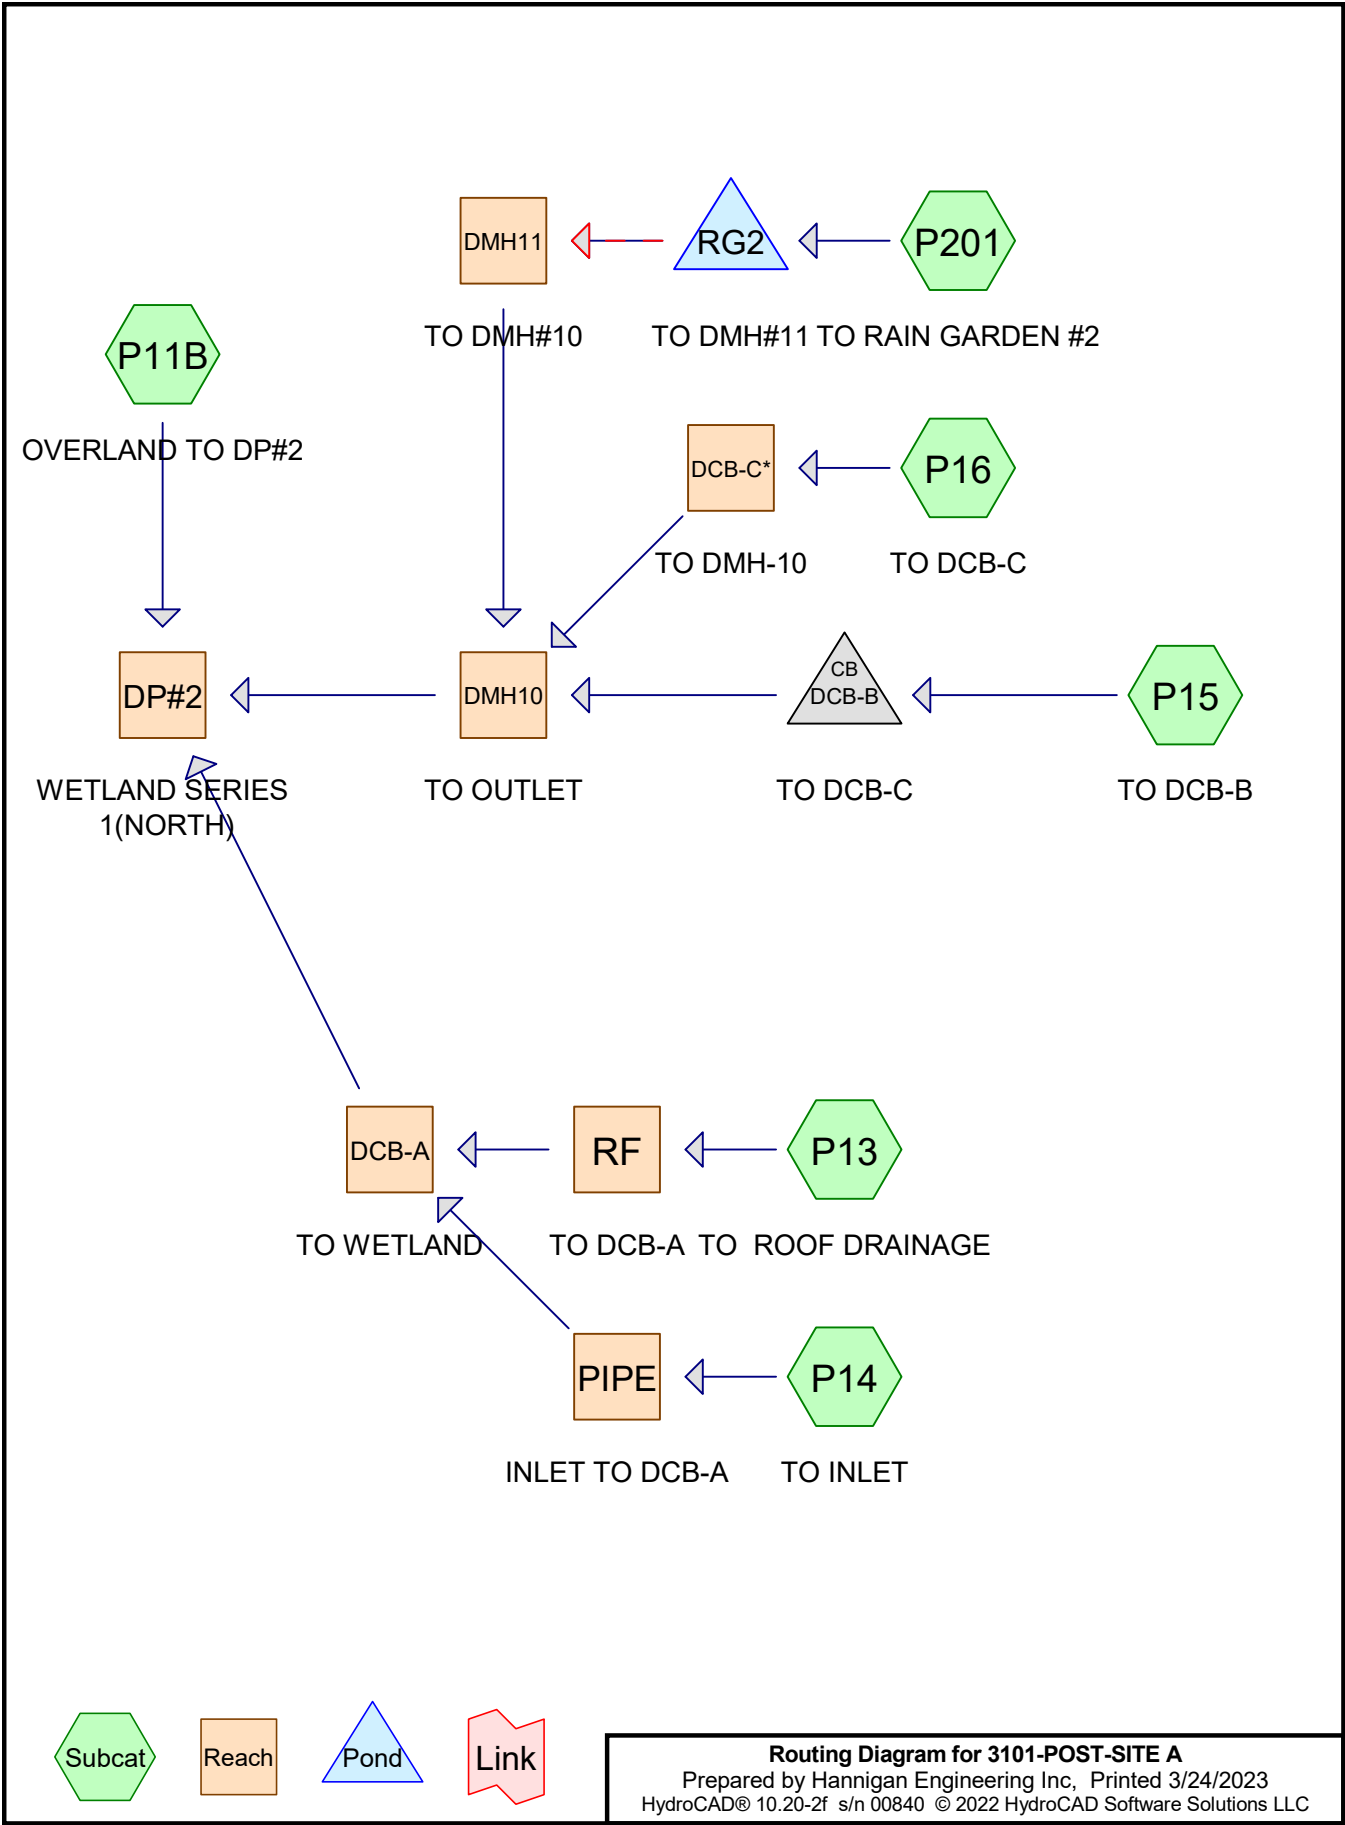 DMH11
RG2
P201
TO DMH#10
TO DMH#11
TO RAIN GARDEN #2
P11B
OVERLAND TO DP#2
DCB-C*
P16
TO DMH-10
TO DCB-C
DP#2
DMH10
CB
DCB-B
P15
WETLAND SERIES
1(NORTH)
TO OUTLET
TO DCB-C
TO DCB-B
DCB-A
RF
P13
TO WETLAND
TO DCB-A
TO  ROOF DRAINAGE
PIPE
P14
INLET TO DCB-A
TO INLET
Subcat
Reach
Pond
Link
Routing Diagram for 3101-POST-SITE A
Prepared by Hannigan Engineering Inc,  Printed 3/24/2023
HydroCAD® 10.20-2f  s/n 00840  © 2022 HydroCAD Software Solutions LLC